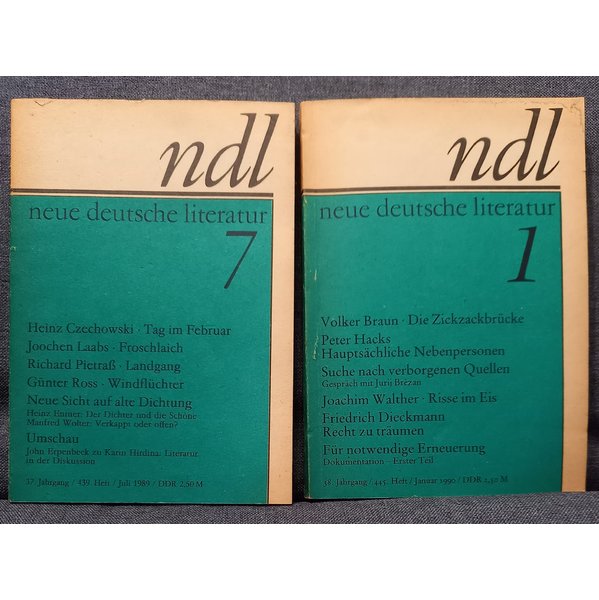 ndl
neue deutsche literatur
7
Heinz Czechowski · Tag im Februar
Joochen Laabs · Froschlaich
Richard Pietraß · Landgang
Günter Ross · Windflüchter
Neue Sicht auf alte Dichtung
Heinz Entner: Der Dichter und die Schöne
Manfred Wolter: Verkappt oder offen?
Umschau
John Erpenbeck zu Karin Hirdina: Literatur
in der Diskussion
37. Jahrgang / 439. Heft / Juli 1989 / DDR 2,50 M
ndl
neue deutsche literatur
1
Volker Braun · Die Zickzackbrücke
Peter Hacks
Hauptsächliche Nebenpersonen
Suche nach verborgenen Quellen
Gespräch mit Jurij Brězan
Joachim Walther · Risse im Eis
Friedrich Dieckmann
Recht zu träumen
Für notwendige Erneuerung
Dokumentation – Erster Teil
38. Jahrgang / 445. Heft / Januar 1990 / DDR 2,50 M